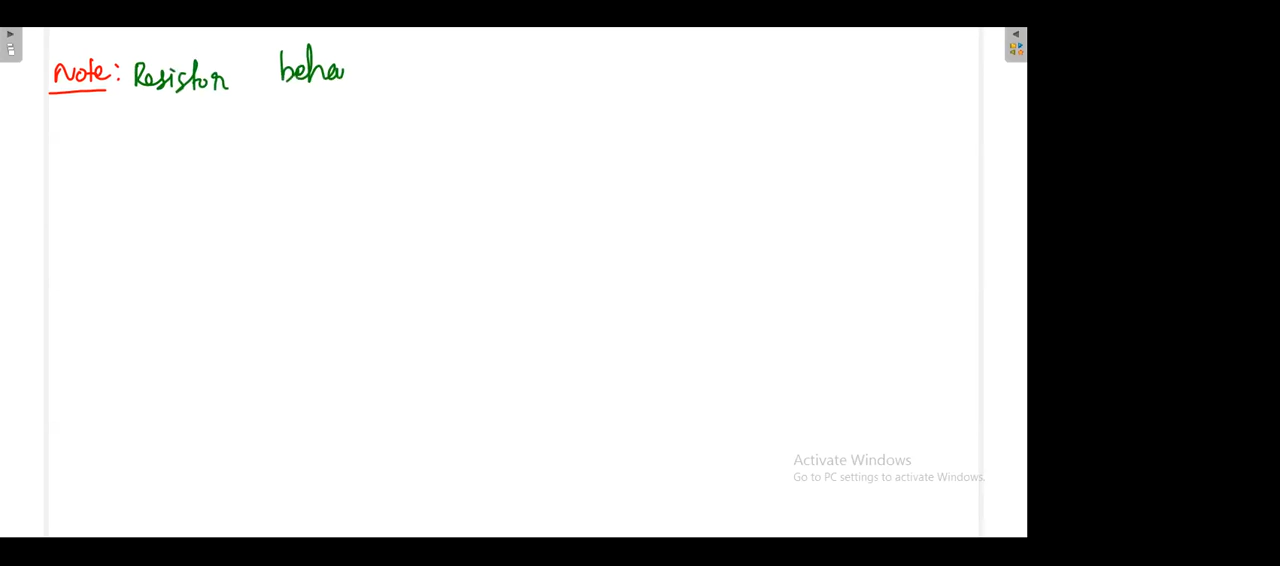 Note: Resistor beha
Activate Windows
Go to PC settings to activate Windows.